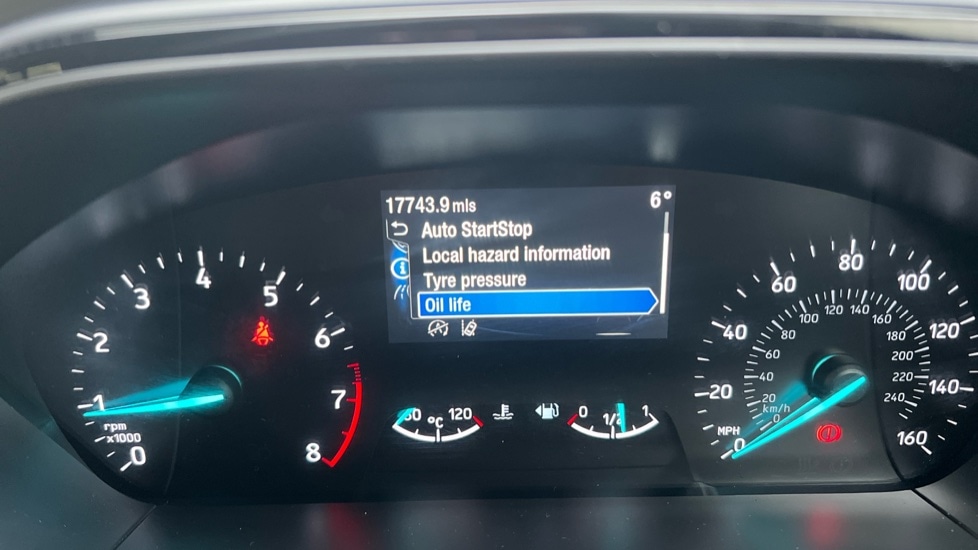 17743.9 mls 6°
Auto StartStop
Local hazard information
Tyre pressure
Oil life
0 1 2 3 4 5 6 7 8
rpm
x1000
60 °C 120
0 1/2 1
0 20 40 60 80 100 120 140 160
MPH
0 20 40 60 80 100 120 140 160 180 200 220 240
km/h